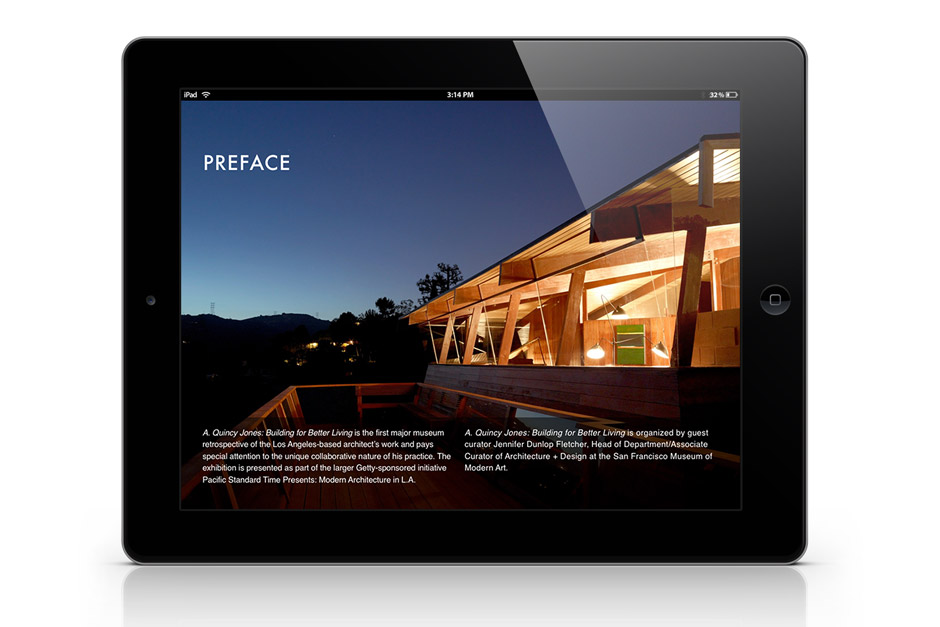 iPad 3:14 PM 32%
PREFACE
A. Quincy Jones: Building for Better Living is the first major museum
retrospective of the Los Angeles-based architect's work and pays
special attention to the unique collaborative nature of his practice. The
exhibition is presented as part of the larger Getty-sponsored initiative
Pacific Standard Time Presents: Modern Architecture in L.A.
A. Quincy Jones: Building for Better Living is organized by guest
curator Jennifer Dunlop Fletcher, Head of Department/Associate
Curator of Architecture + Design at the San Francisco Museum of
Modern Art.